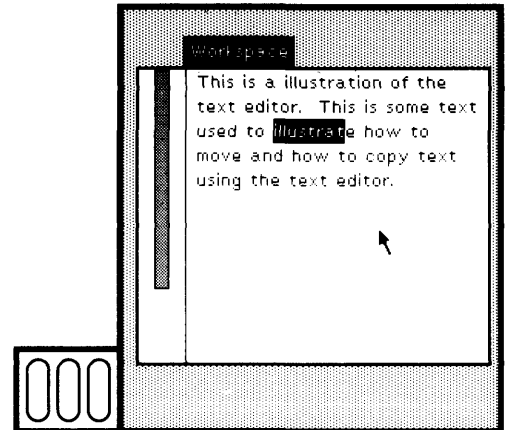 Workspace
This is a illustration of the
text editor. This is some text
used to illustrate how to
move and how to copy text
using the text editor.